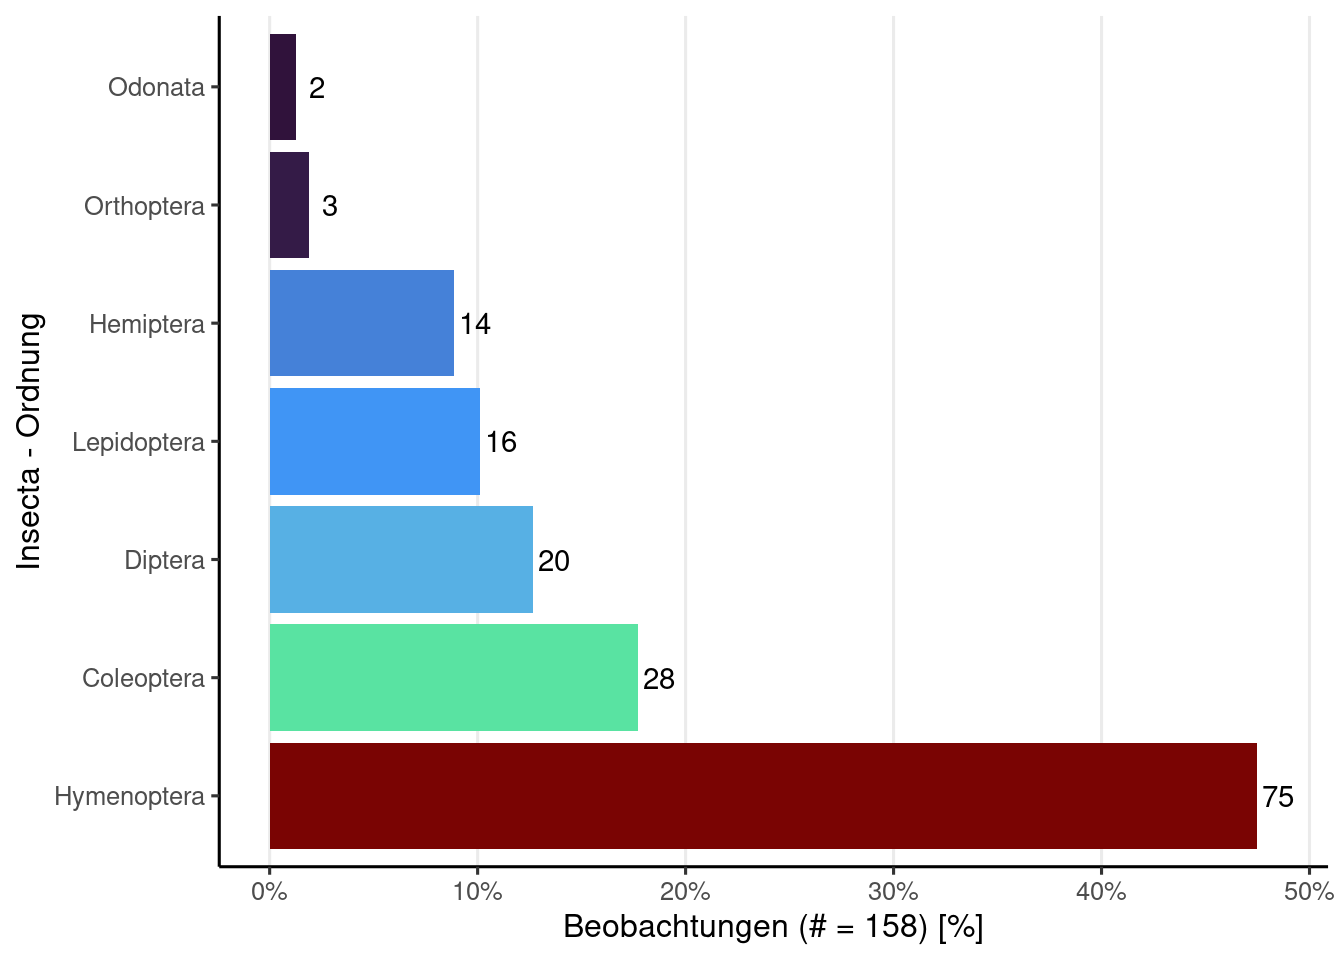 Insecta - Ordnung
Odonata 2
Orthoptera 3
Hemiptera 14
Lepidoptera 16
Diptera 20
Coleoptera 28
Hymenoptera 75
0% 10% 20% 30% 40% 50%
Beobachtungen (# = 158) [%]